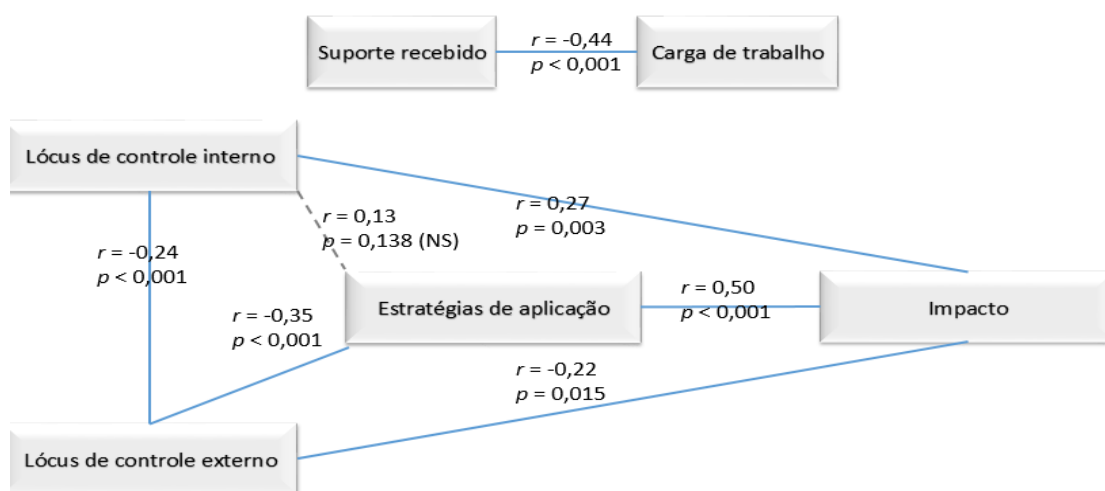 Suporte recebido
r = -0,44
p < 0,001
Carga de trabalho
Lócus de controle interno
r = 0,27
p = 0,003
r = 0,13
p = 0,138 (NS)
r = -0,24
p < 0,001
Estratégias de aplicação
r = 0,50
p < 0,001
Impacto
r = -0,35
p < 0,001
r = -0,22
p = 0,015
Lócus de controle externo